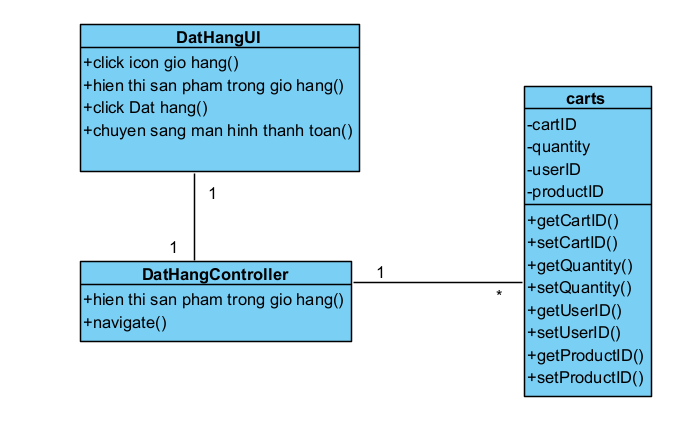 DatHangUI
+click icon gio hang()
+hien thi san pham trong gio hang()
+click Dat hang()
+chuyen sang man hinh thanh toan()
1
1
DatHangController
+hien thi san pham trong gio hang()
+navigate()
1
*
carts
-cartID
-quantity
-userID
-productID
+getCartID()
+setCartID()
+getQuantity()
+setQuantity()
+getUserID()
+setUserID()
+getProductID()
+setProductID()